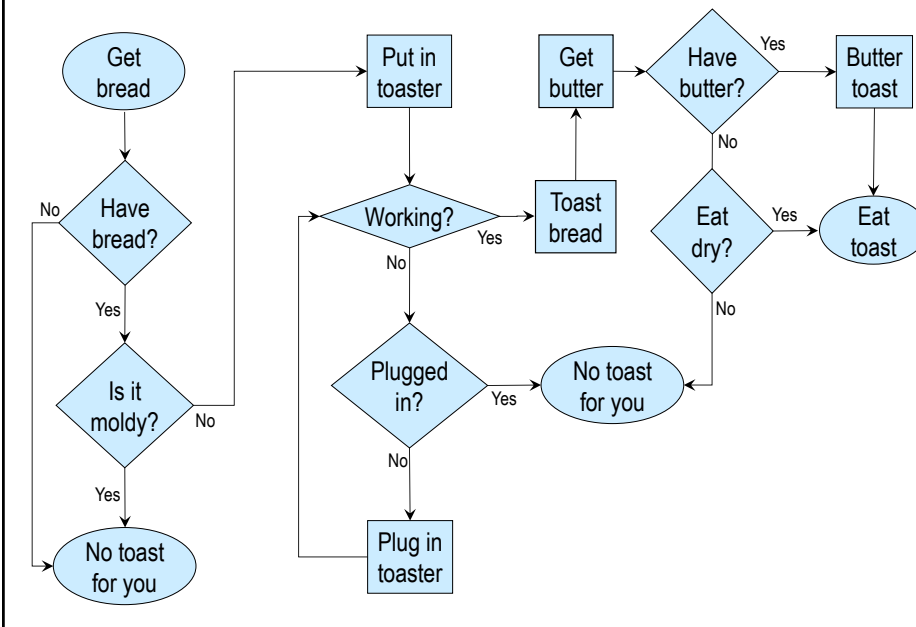 Get
bread
Have
bread?
No
Yes
Is it
moldy?
No
Yes
No toast
for you
Put in
toaster
Working?
Yes
No
Plugged
in?
Yes
No
Plug in
toaster
No toast
for you
Toast
bread
Get
butter
Have
butter?
Yes
No
Butter
toast
Eat
dry?
Yes
No
Eat
toast